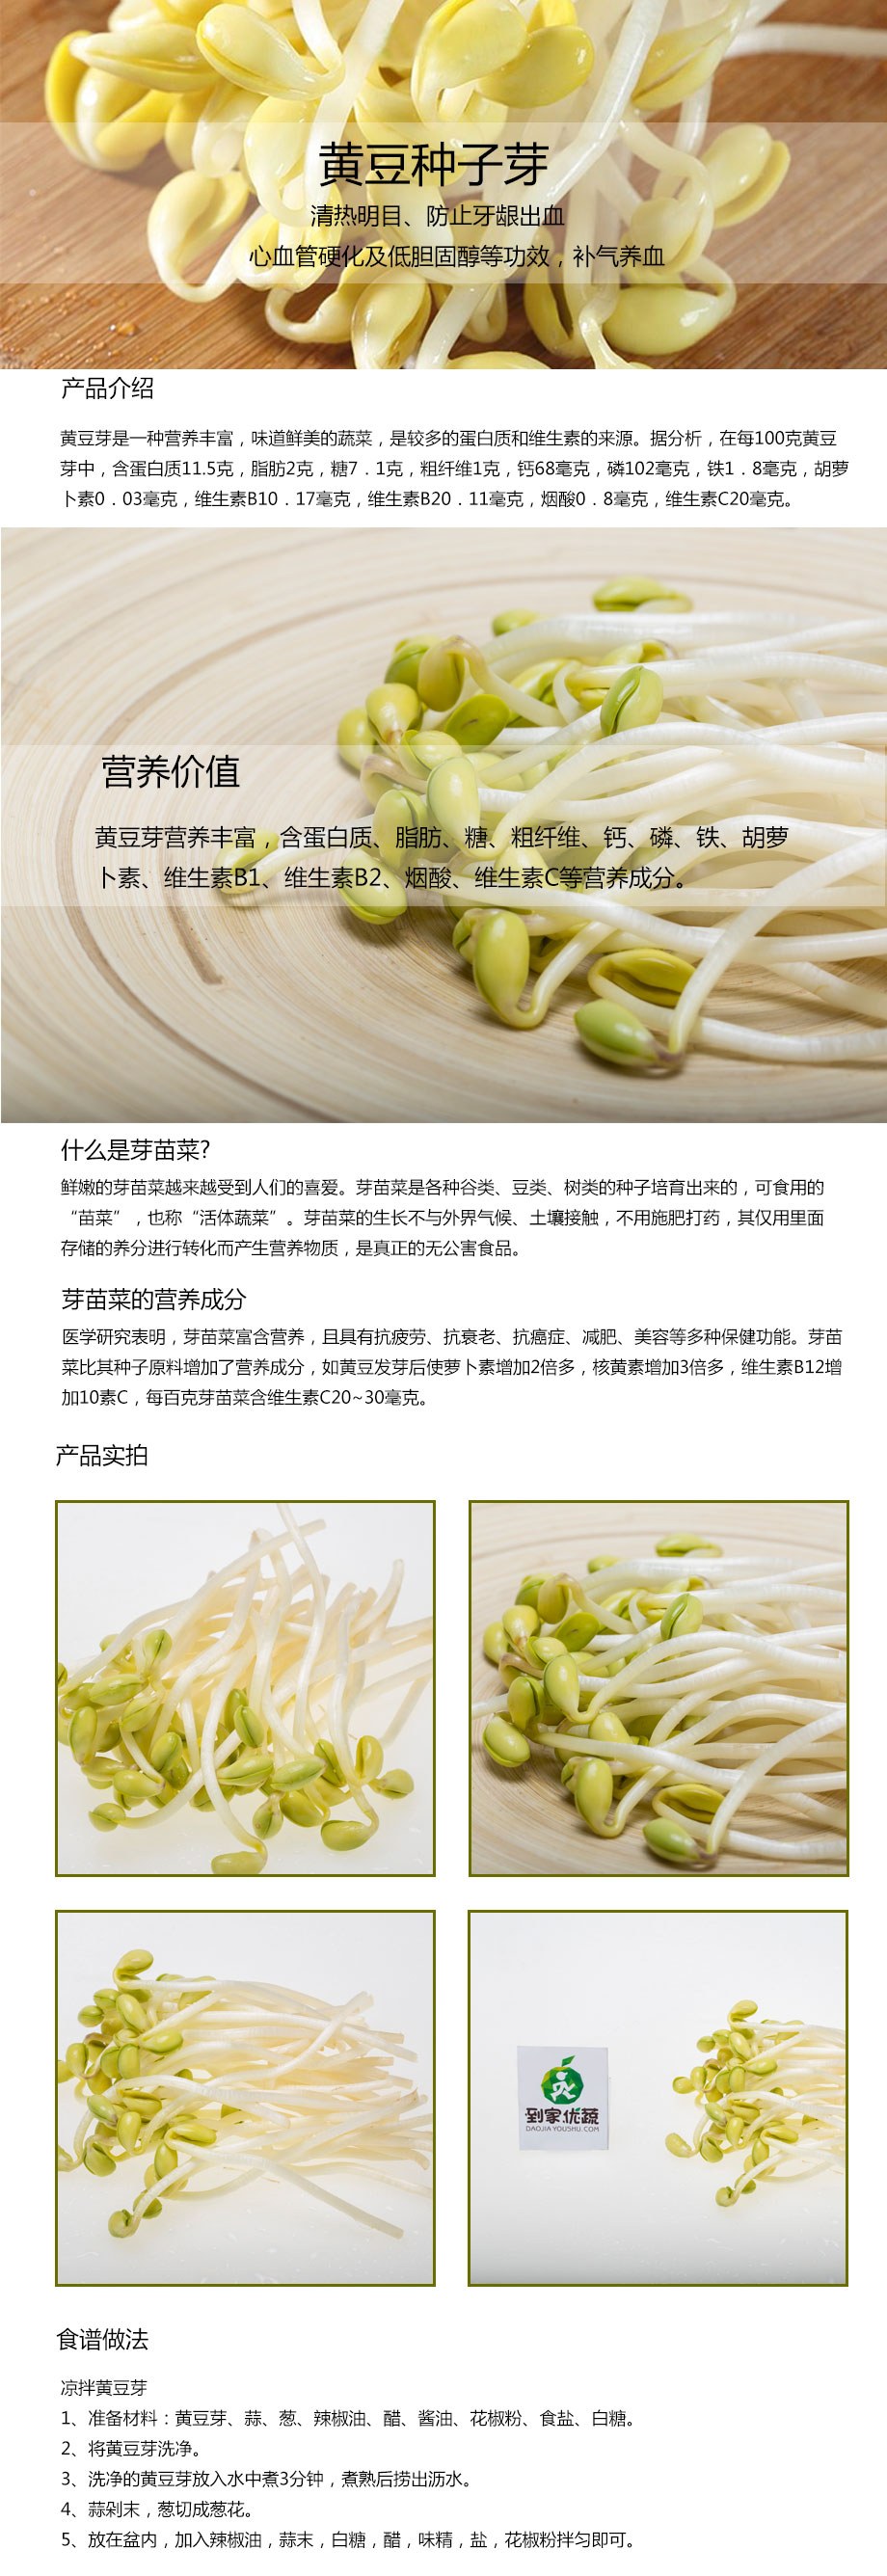 黄豆种子芽
清热明目、防止牙龈出血
心血管硬化及低胆固醇等功效，补气养血
产品介绍
黄豆芽是一种营养丰富，味道鲜美的蔬菜，是较多的蛋白质和维生素的来源。据分析，在每100克黄豆
芽中，含蛋白质11.5克，脂肪2克，糖7．1克，粗纤维1克，钙68毫克，磷102毫克，铁1．8毫克，胡萝
卜素0．03毫克，维生素B10．17毫克，维生素B20．11毫克，烟酸0．8毫克，维生素C20毫克。
营养价值
黄豆芽营养丰富，含蛋白质、脂肪、糖、粗纤维、钙、磷、铁、胡萝
卜素、维生素B1、维生素B2、烟酸、维生素C等营养成分。
什么是芽苗菜?
鲜嫩的芽苗菜越来越受到人们的喜爱。芽苗菜是各种谷类、豆类、树类的种子培育出来的，可食用的
“苗菜”，也称“活体蔬菜”。芽苗菜的生长不与外界气候、土壤接触，不用施肥打药，其仅用里面
存储的养分进行转化而产生营养物质，是真正的无公害食品。
芽苗菜的营养成分
医学研究表明，芽苗菜富含营养，且具有抗疲劳、抗衰老、抗癌症、减肥、美容等多种保健功能。芽苗
菜比其种子原料增加了营养成分，如黄豆发芽后使萝卜素增加2倍多，核黄素增加3倍多，维生素B12增
加10素C，每百克芽苗菜含维生素C20~30毫克。
产品实拍
到家优蔬
DAOJIAYOUSHU.COM
食谱做法
凉拌黄豆芽
1、准备材料：黄豆芽、蒜、葱、辣椒油、醋、酱油、花椒粉、食盐、白糖。
2、将黄豆芽洗净。
3、洗净的黄豆芽放入水中煮3分钟，煮熟后捞出沥水。
4、蒜剁末，葱切成葱花。
5、放在盆内，加入辣椒油，蒜末，白糖，醋，味精，盐，花椒粉拌匀即可。